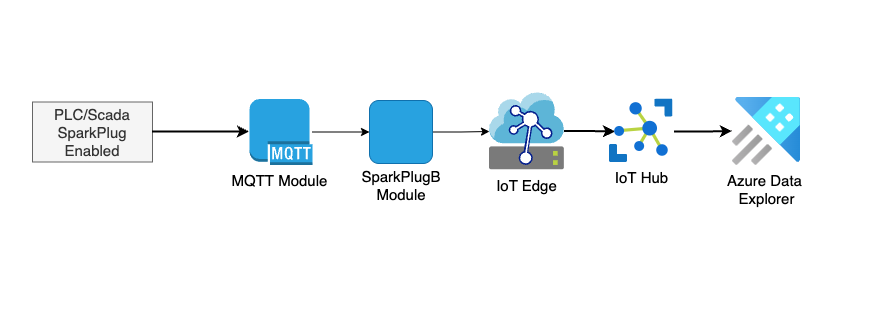 PLC/Scada
SparkPlug
Enabled
MQTT
MQTT Module
SparkPlugB
Module
IoT Edge
IoT Hub
Azure Data
Explorer